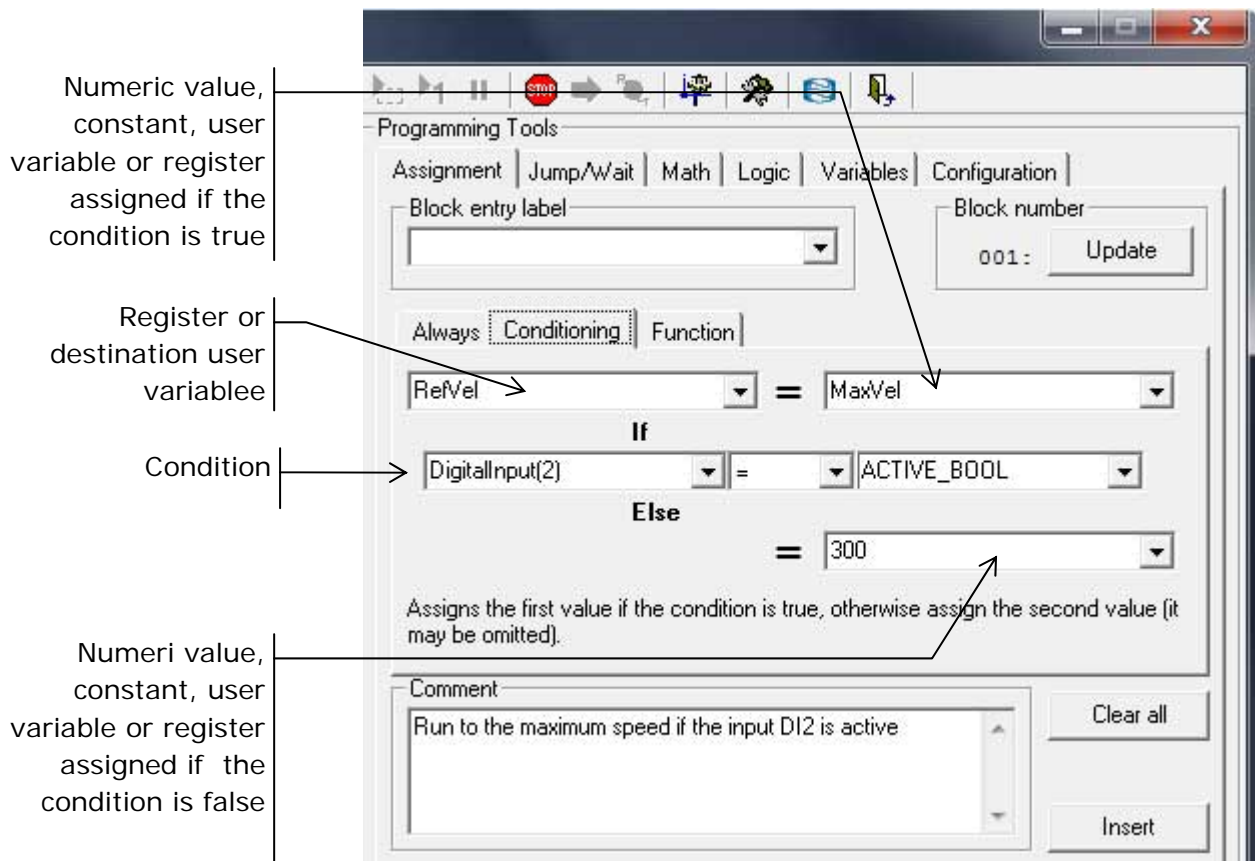 Numeric value,
constant, user
variable or register
assigned if the
condition is true
Register or
destination user
variablee
Condition
Numeri value,
constant, user
variable or register
assigned if the
condition is false
STOP
Programming Tools
Assignment Jump/Wait Math Logic Variables Configuration
Block entry label
Block number
001: Update
Always Conditioning Function
RefVel = MaxVel
If
DigitalInput(2) = ACTIVE_BOOL
Else
= 300
Assigns the first value if the condition is true, otherwise assign the second value (it
may be omitted).
Comment
Run to the maximum speed if the input DI2 is active
Clear all
Insert